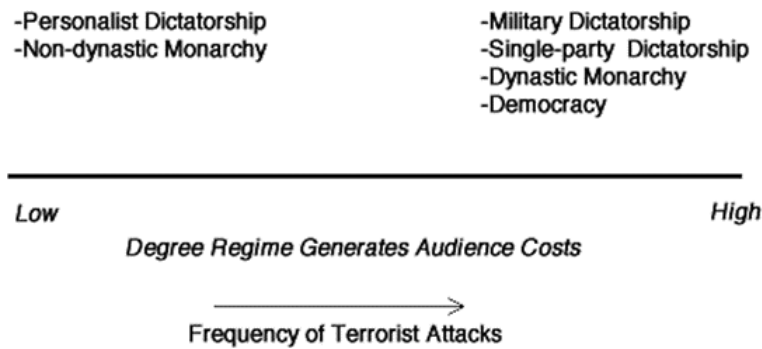 -Personalist Dictatorship
-Non-dynastic Monarchy
-Military Dictatorship
-Single-party Dictatorship
-Dynastic Monarchy
-Democracy
Low
High
Degree Regime Generates Audience Costs
Frequency of Terrorist Attacks